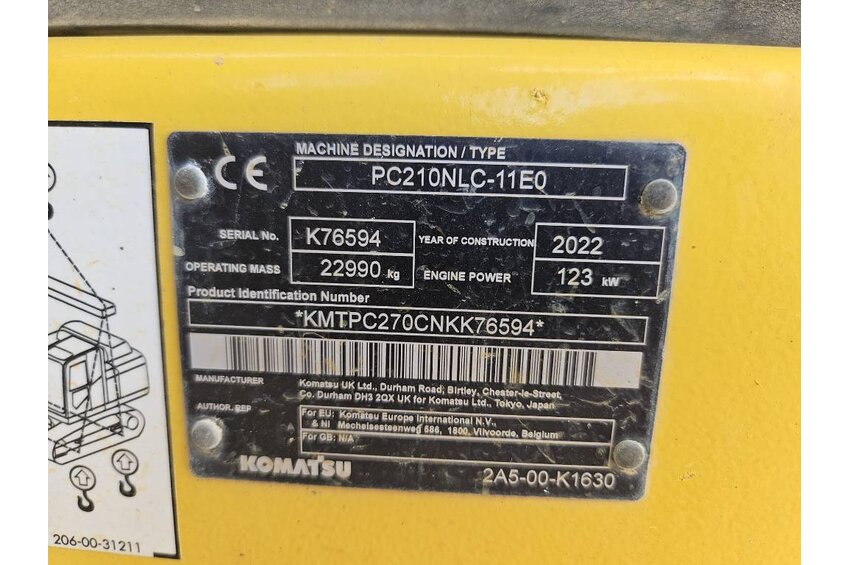 CE
MACHINE DESIGNATION / TYPE
PC210NLC-11E0
SERIAL No. K76594 YEAR OF CONSTRUCTION 2022
OPERATING MASS 22990 kg ENGINE POWER 123 kW
Product Identification Number
*KMTPC270CNKK76594*
MANUFACTURER Komatsu UK Ltd., Durham Road, Birtley, Chester-le-Street,
Co. Durham DH3 2QX UK for Komatsu Ltd., Tokyo, Japan
AUTHOR. REP For EU: Komatsu Europe International N.V.,
& NI Mechelsesteenweg 586, 1800, Vilvoorde, Belgium
For GB: N/A
KOMATSU 2A5-00-K1630
206-00-31211